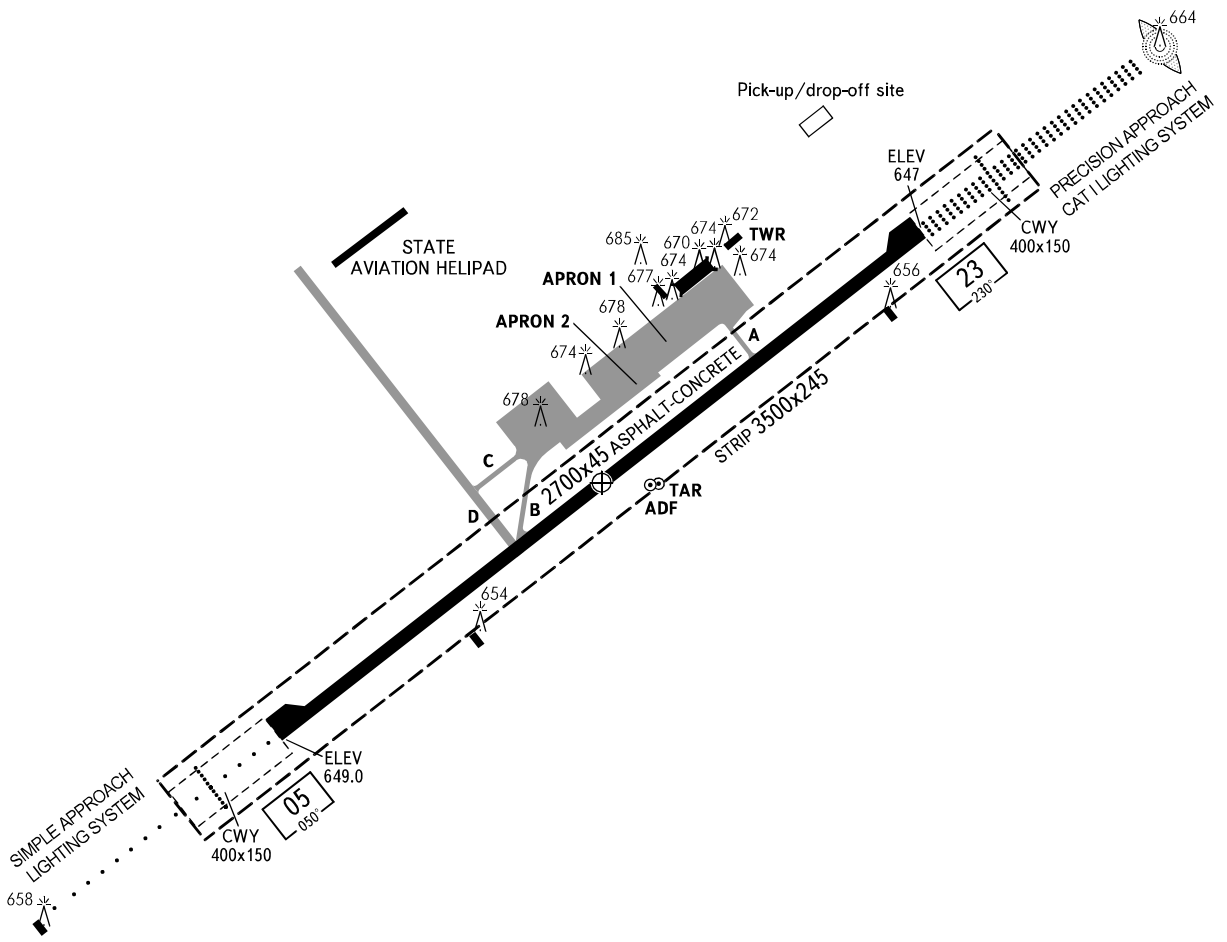 664
Pick-up/drop-off site
PRECISION APPROACH
CAT I LIGHTING SYSTEM
ELEV
647
CWY
400x150
672
674
TWR
685
670
674
674
677
STATE
AVIATION HELIPAD
APRON 1
23
230°
656
678
APRON 2
A
674
678
2700x45 ASPHALT-CONCRETE
STRIP 3500x245
C
TAR
ADF
D
B
654
ELEV
649.0
05
050°
SIMPLE APPROACH
LIGHTING SYSTEM
CWY
400x150
658